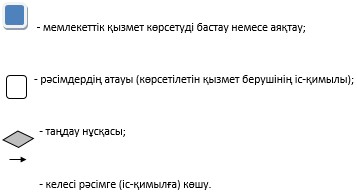 - мемлекеттік қызмет көрсетуді бастау немесе аяқтау;
- рәсімдердің атауы (көрсетілетін қызмет берушінің іс-қимылы);
- таңдау нұсқасы;
- келесі рәсімге (іс-қимылға) көшу.